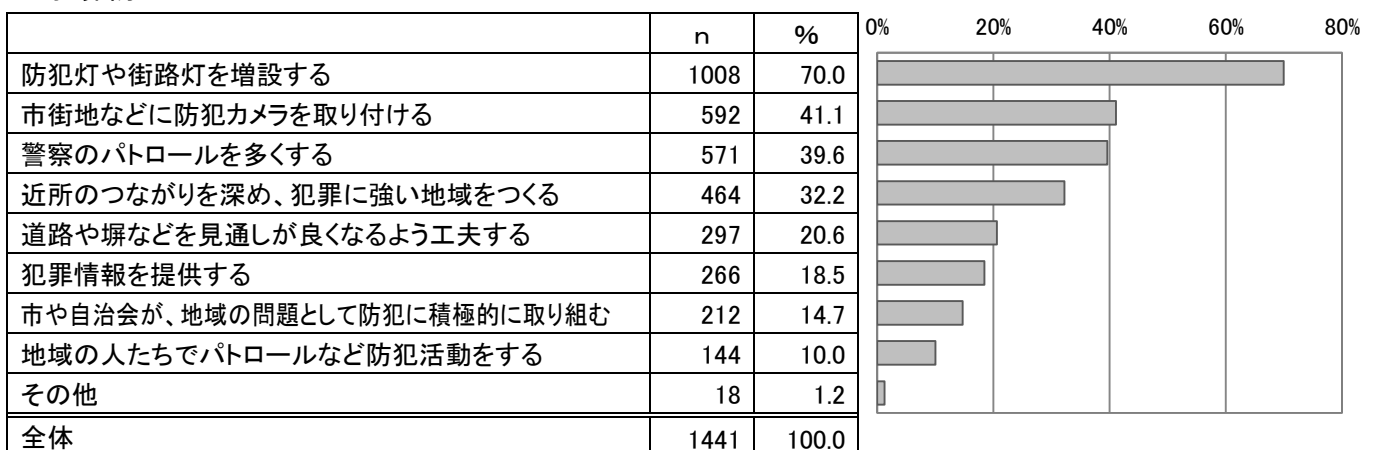 n % 0% 20% 40% 60% 80%
防犯灯や街路灯を増設する 1008 70.0
市街地などに防犯カメラを取り付ける 592 41.1
警察のパトロールを多くする 571 39.6
近所のつながりを深め、犯罪に強い地域をつくる 464 32.2
道路や塀などを見通しが良くなるよう工夫する 297 20.6
犯罪情報を提供する 266 18.5
市や自治会が、地域の問題として防犯に積極的に取り組む 212 14.7
地域の人たちでパトロールなど防犯活動をする 144 10.0
その他 18 1.2
全体 1441 100.0